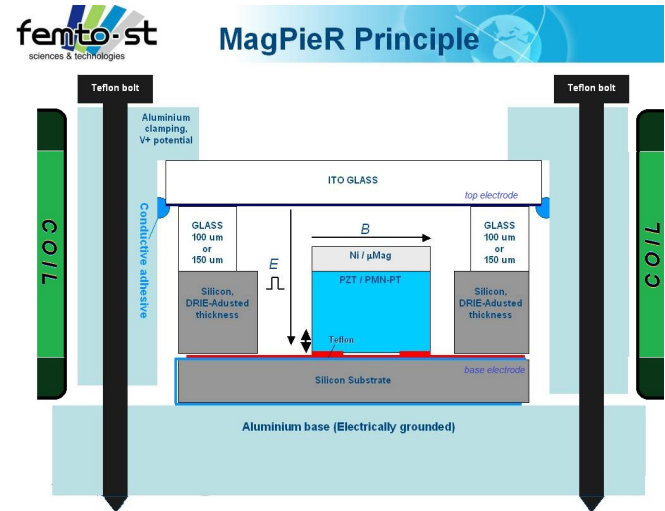 femto-st
sciences & technologies
MagPieR Principle
Teflon bolt
Teflon bolt
Aluminium
clamping,
V+ potential
ITO GLASS
top electrode
Conductive adhesive
COIL
COIL
GLASS
100 um
or
150 um
B
E
GLASS
100 um
or
150 um
Ni / µMag
PZT / PMN-PT
Silicon,
DRIE-Adusted
thickness
Silicon,
DRIE-Adusted
thickness
Teflon
base electrode
Silicon Substrate
Aluminium base (Electrically grounded)